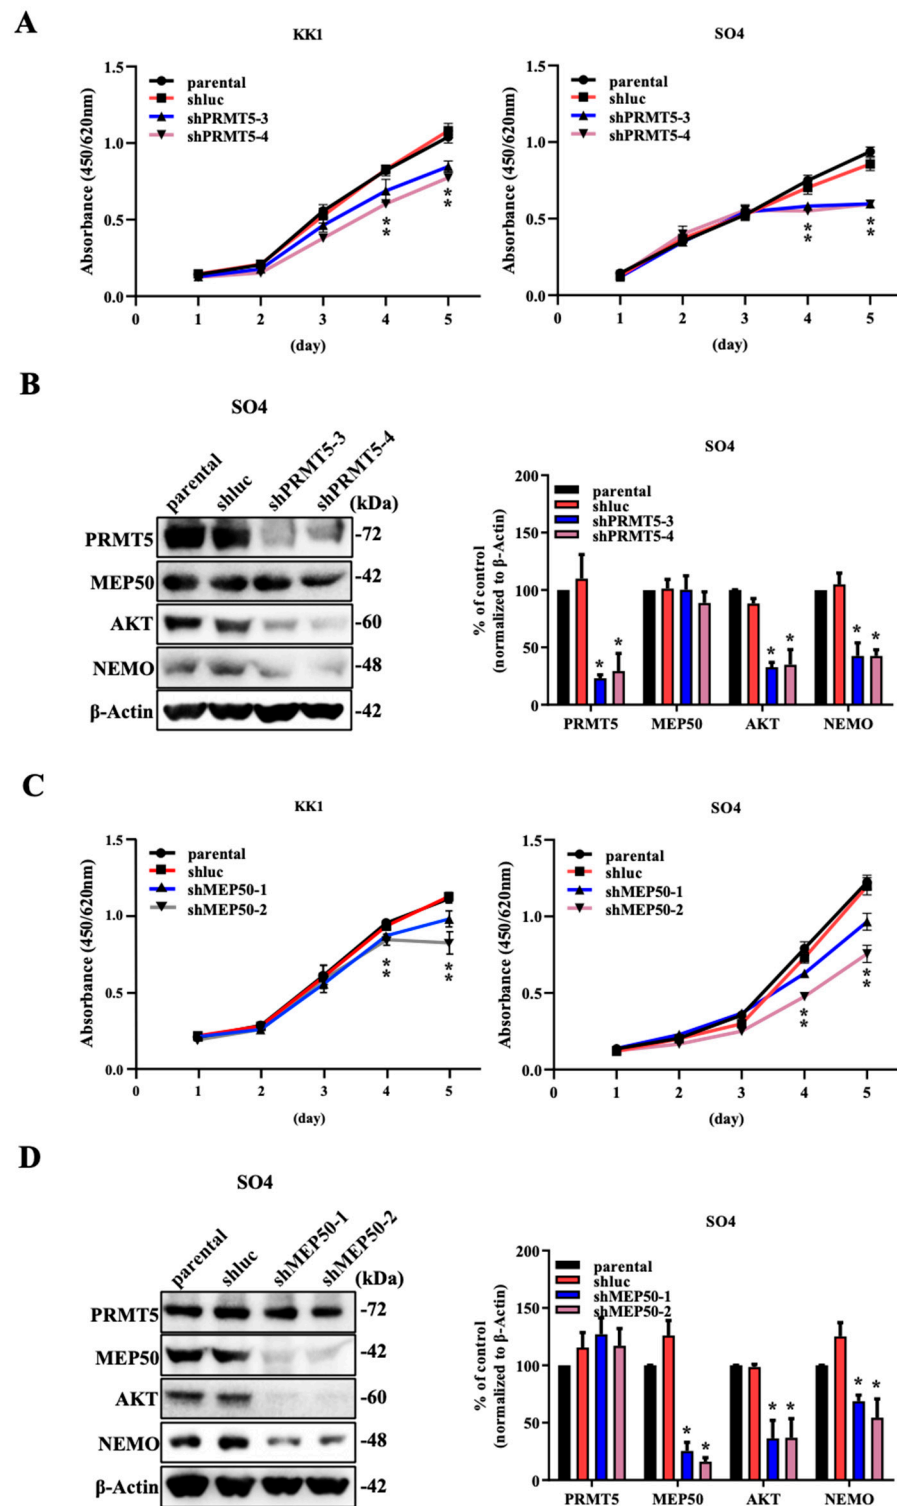 A
KK1
Absorbance (450/620nm)
1.5
1.0
0.5
0.0
parental
shluc
shPRMT5-3
shPRMT5-4
* *
* *
0 1 2 3 4 5
(day)
SO4
Absorbance (450/620nm)
1.5
1.0
0.5
0.0
parental
shluc
shPRMT5-3
shPRMT5-4
* *
* *
0 1 2 3 4 5
(day)
B
SO4
parental shluc shPRMT5-3 shPRMT5-4
(kDa)
PRMT5 -72
MEP50 -42
AKT -60
NEMO -48
β-Actin -42
SO4
% of control
(normalized to β-Actin)
200
150
100
50
0
parental
shluc
shPRMT5-3
shPRMT5-4
* * * * * *
PRMT5 MEP50 AKT NEMO
C
KK1
Absorbance (450/620nm)
1.5
1.0
0.5
0.0
parental
shluc
shMEP50-1
shMEP50-2
* *
* *
0 1 2 3 4 5
(day)
SO4
Absorbance (450/620nm)
1.5
1.0
0.5
0.0
parental
shluc
shMEP50-1
shMEP50-2
* *
* *
0 1 2 3 4 5
(day)
D
SO4
parental shluc shMEP50-1 shMEP50-2
(kDa)
PRMT5 -72
MEP50 -42
AKT -60
NEMO -48
β-Actin -42
SO4
% of control
(normalized to β-Actin)
200
150
100
50
0
parental
shluc
shMEP50-1
shMEP50-2
* * * * * *
PRMT5 MEP50 AKT NEMO